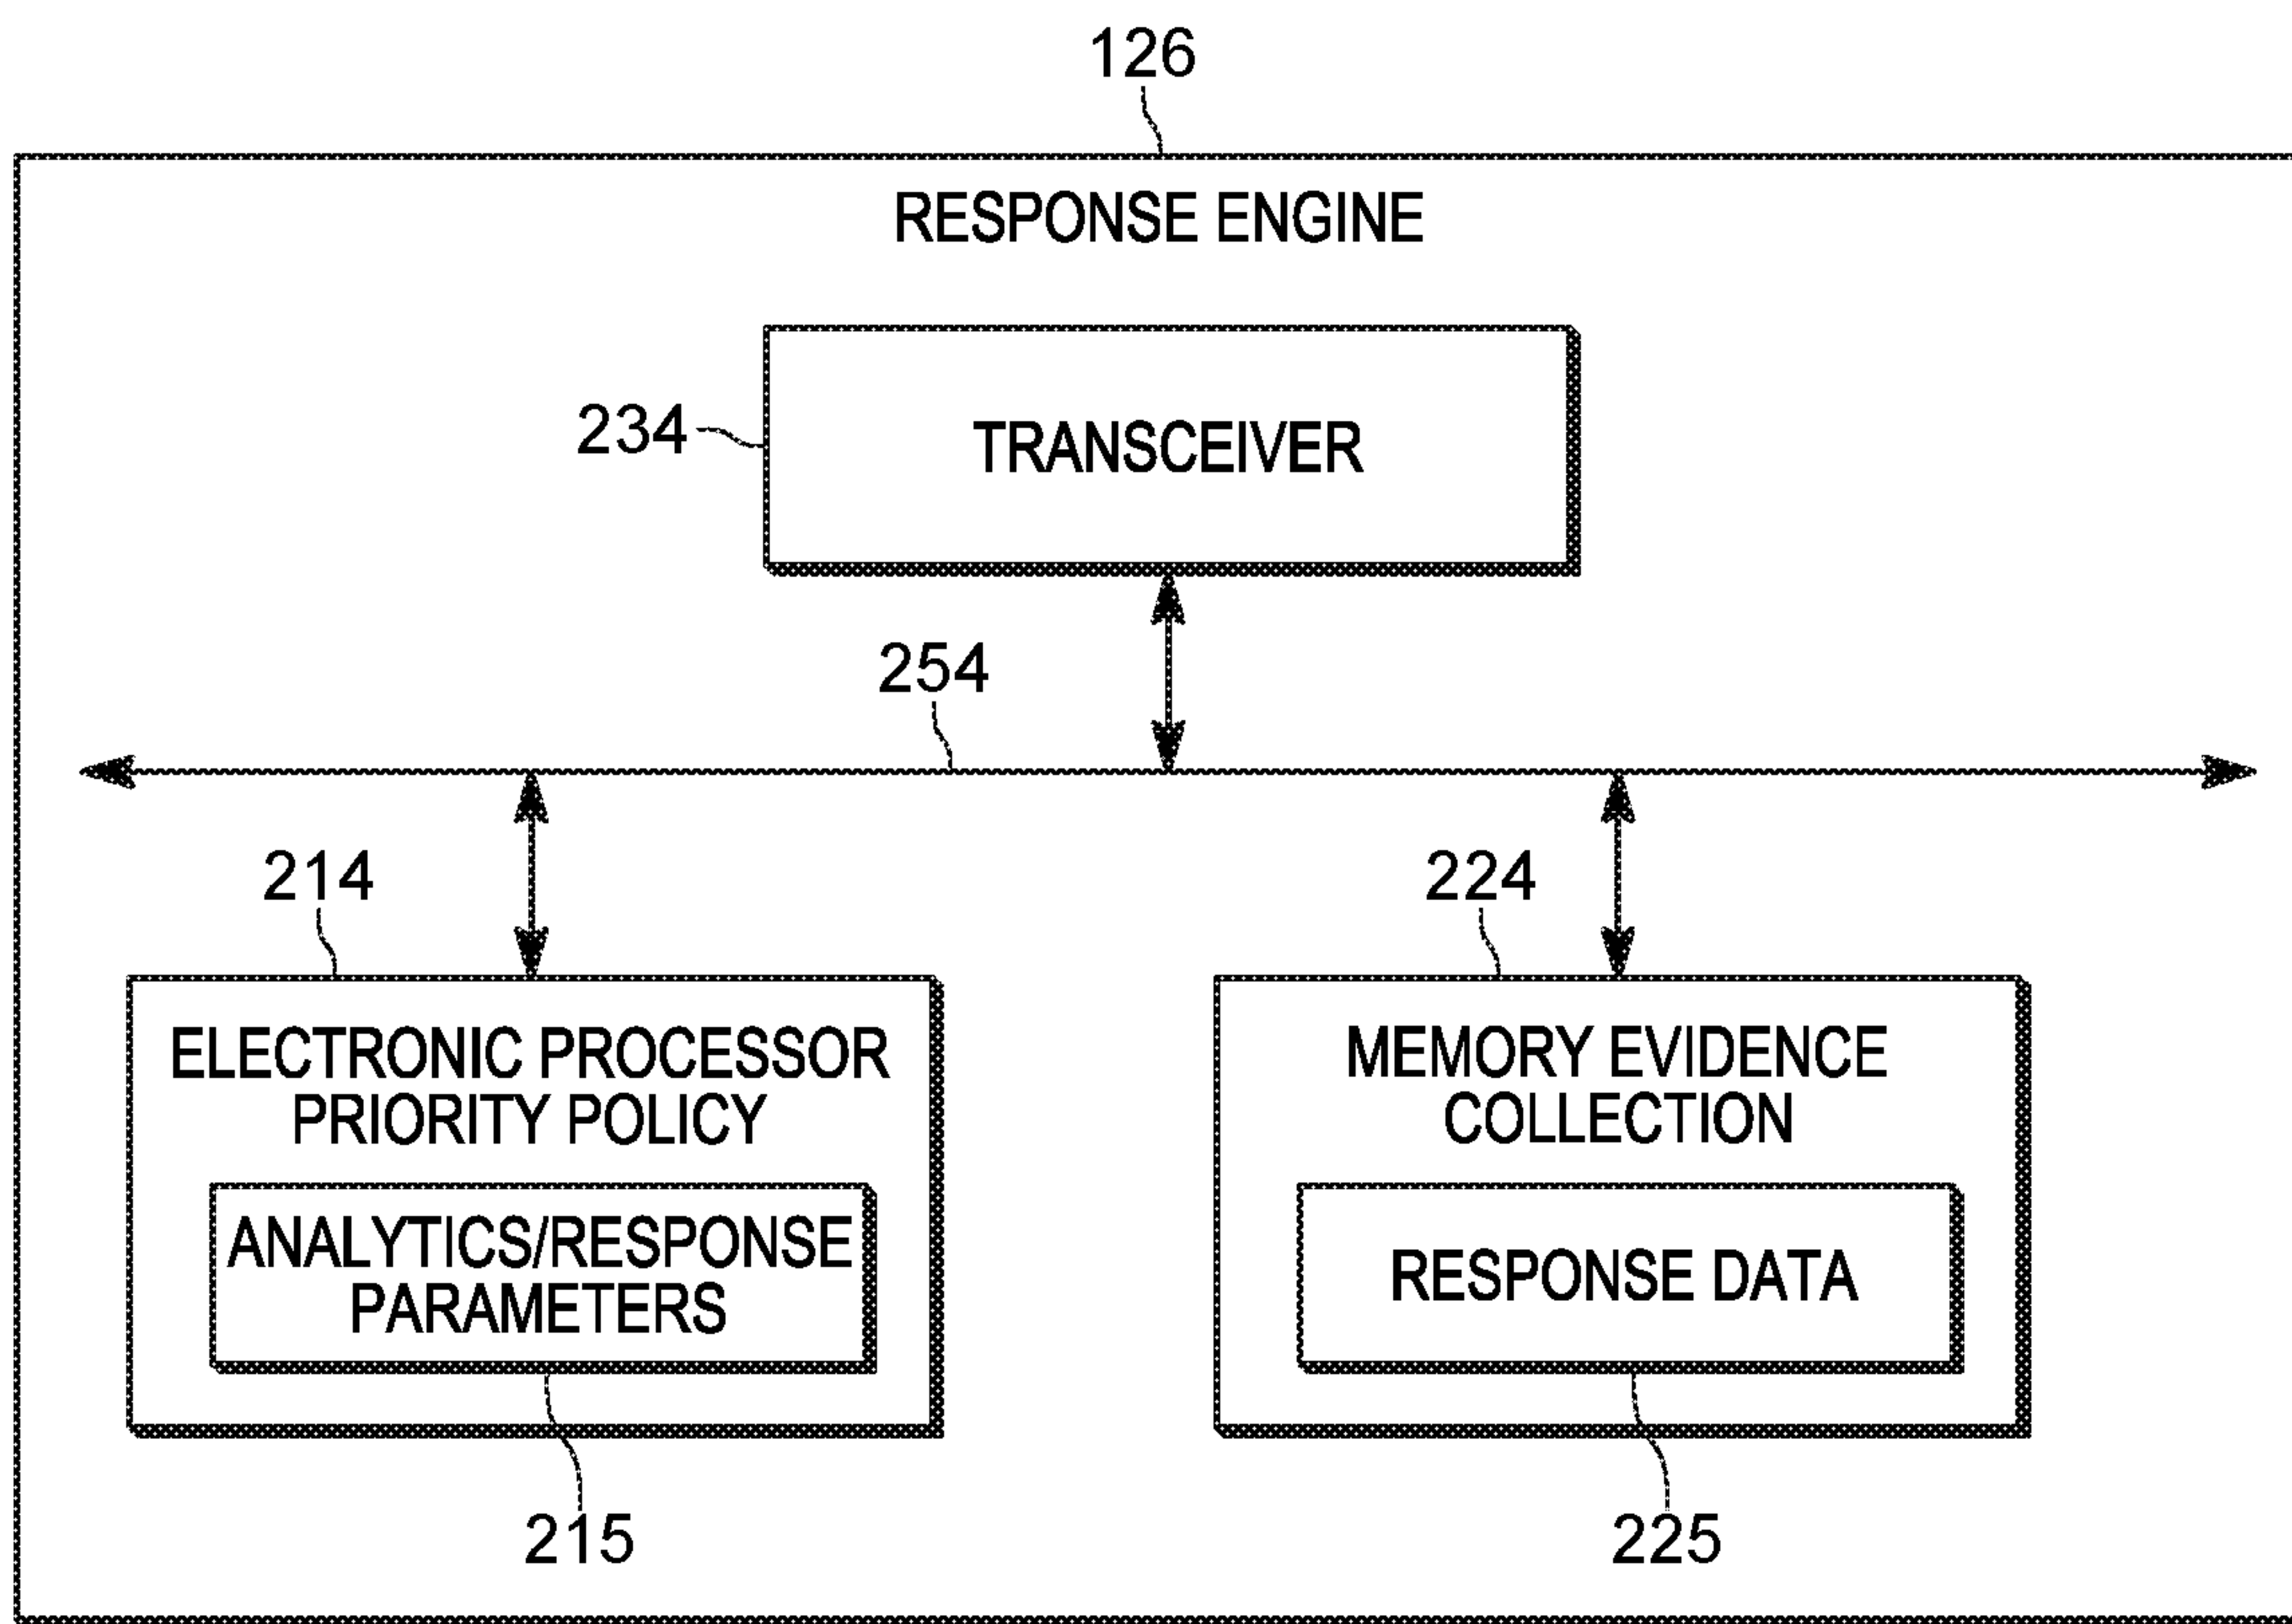 126
RESPONSE ENGINE
234
TRANSCEIVER
254
214
224
ELECTRONIC PROCESSOR
PRIORITY POLICY
ANALYTICS/RESPONSE
PARAMETERS
215
MEMORY EVIDENCE
COLLECTION
RESPONSE DATA
225